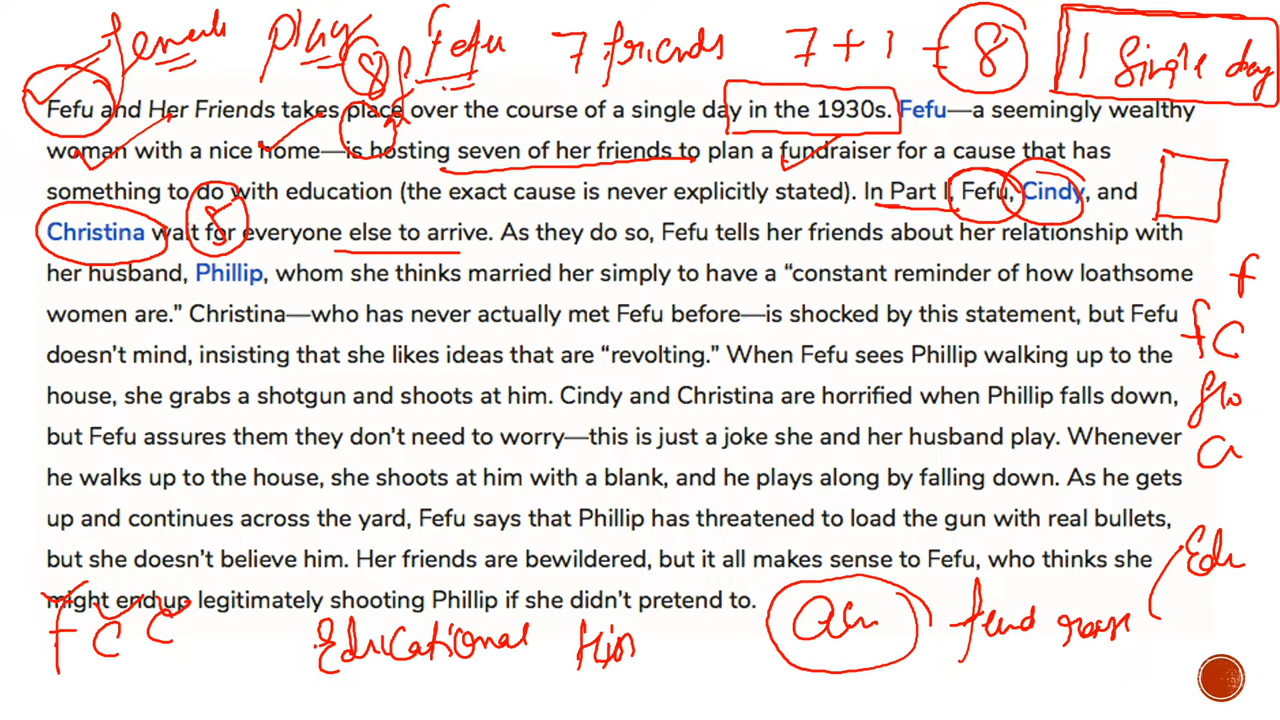 female play Fefu 7 friends 7 + 1 = 8 1 Single day
8
Fefu and Her Friends takes place over the course of a single day in the 1930s. Fefu—a seemingly wealthy
woman with a nice home—is hosting seven of her friends to plan a fundraiser for a cause that has
something to do with education (the exact cause is never explicitly stated). In Part I, Fefu, Cindy, and
8
Christina wait for everyone else to arrive. As they do so, Fefu tells her friends about her relationship with
her husband, Phillip, whom she thinks married her simply to have a “constant reminder of how loathsome
f
women are.” Christina—who has never actually met Fefu before—is shocked by this statement, but Fefu
f C
doesn’t mind, insisting that she likes ideas that are “revolting.” When Fefu sees Phillip walking up to the
house, she grabs a shotgun and shoots at him. Cindy and Christina are horrified when Phillip falls down,
but Fefu assures them they don’t need to worry—this is just a joke she and her husband play. Whenever
he walks up to the house, she shoots at him with a blank, and he plays along by falling down. As he gets
up and continues across the yard, Fefu says that Phillip has threatened to load the gun with real bullets,
but she doesn’t believe him. Her friends are bewildered, but it all makes sense to Fefu, who thinks she
Edu
might end up legitimately shooting Phillip if she didn’t pretend to.
f C C Educational fund